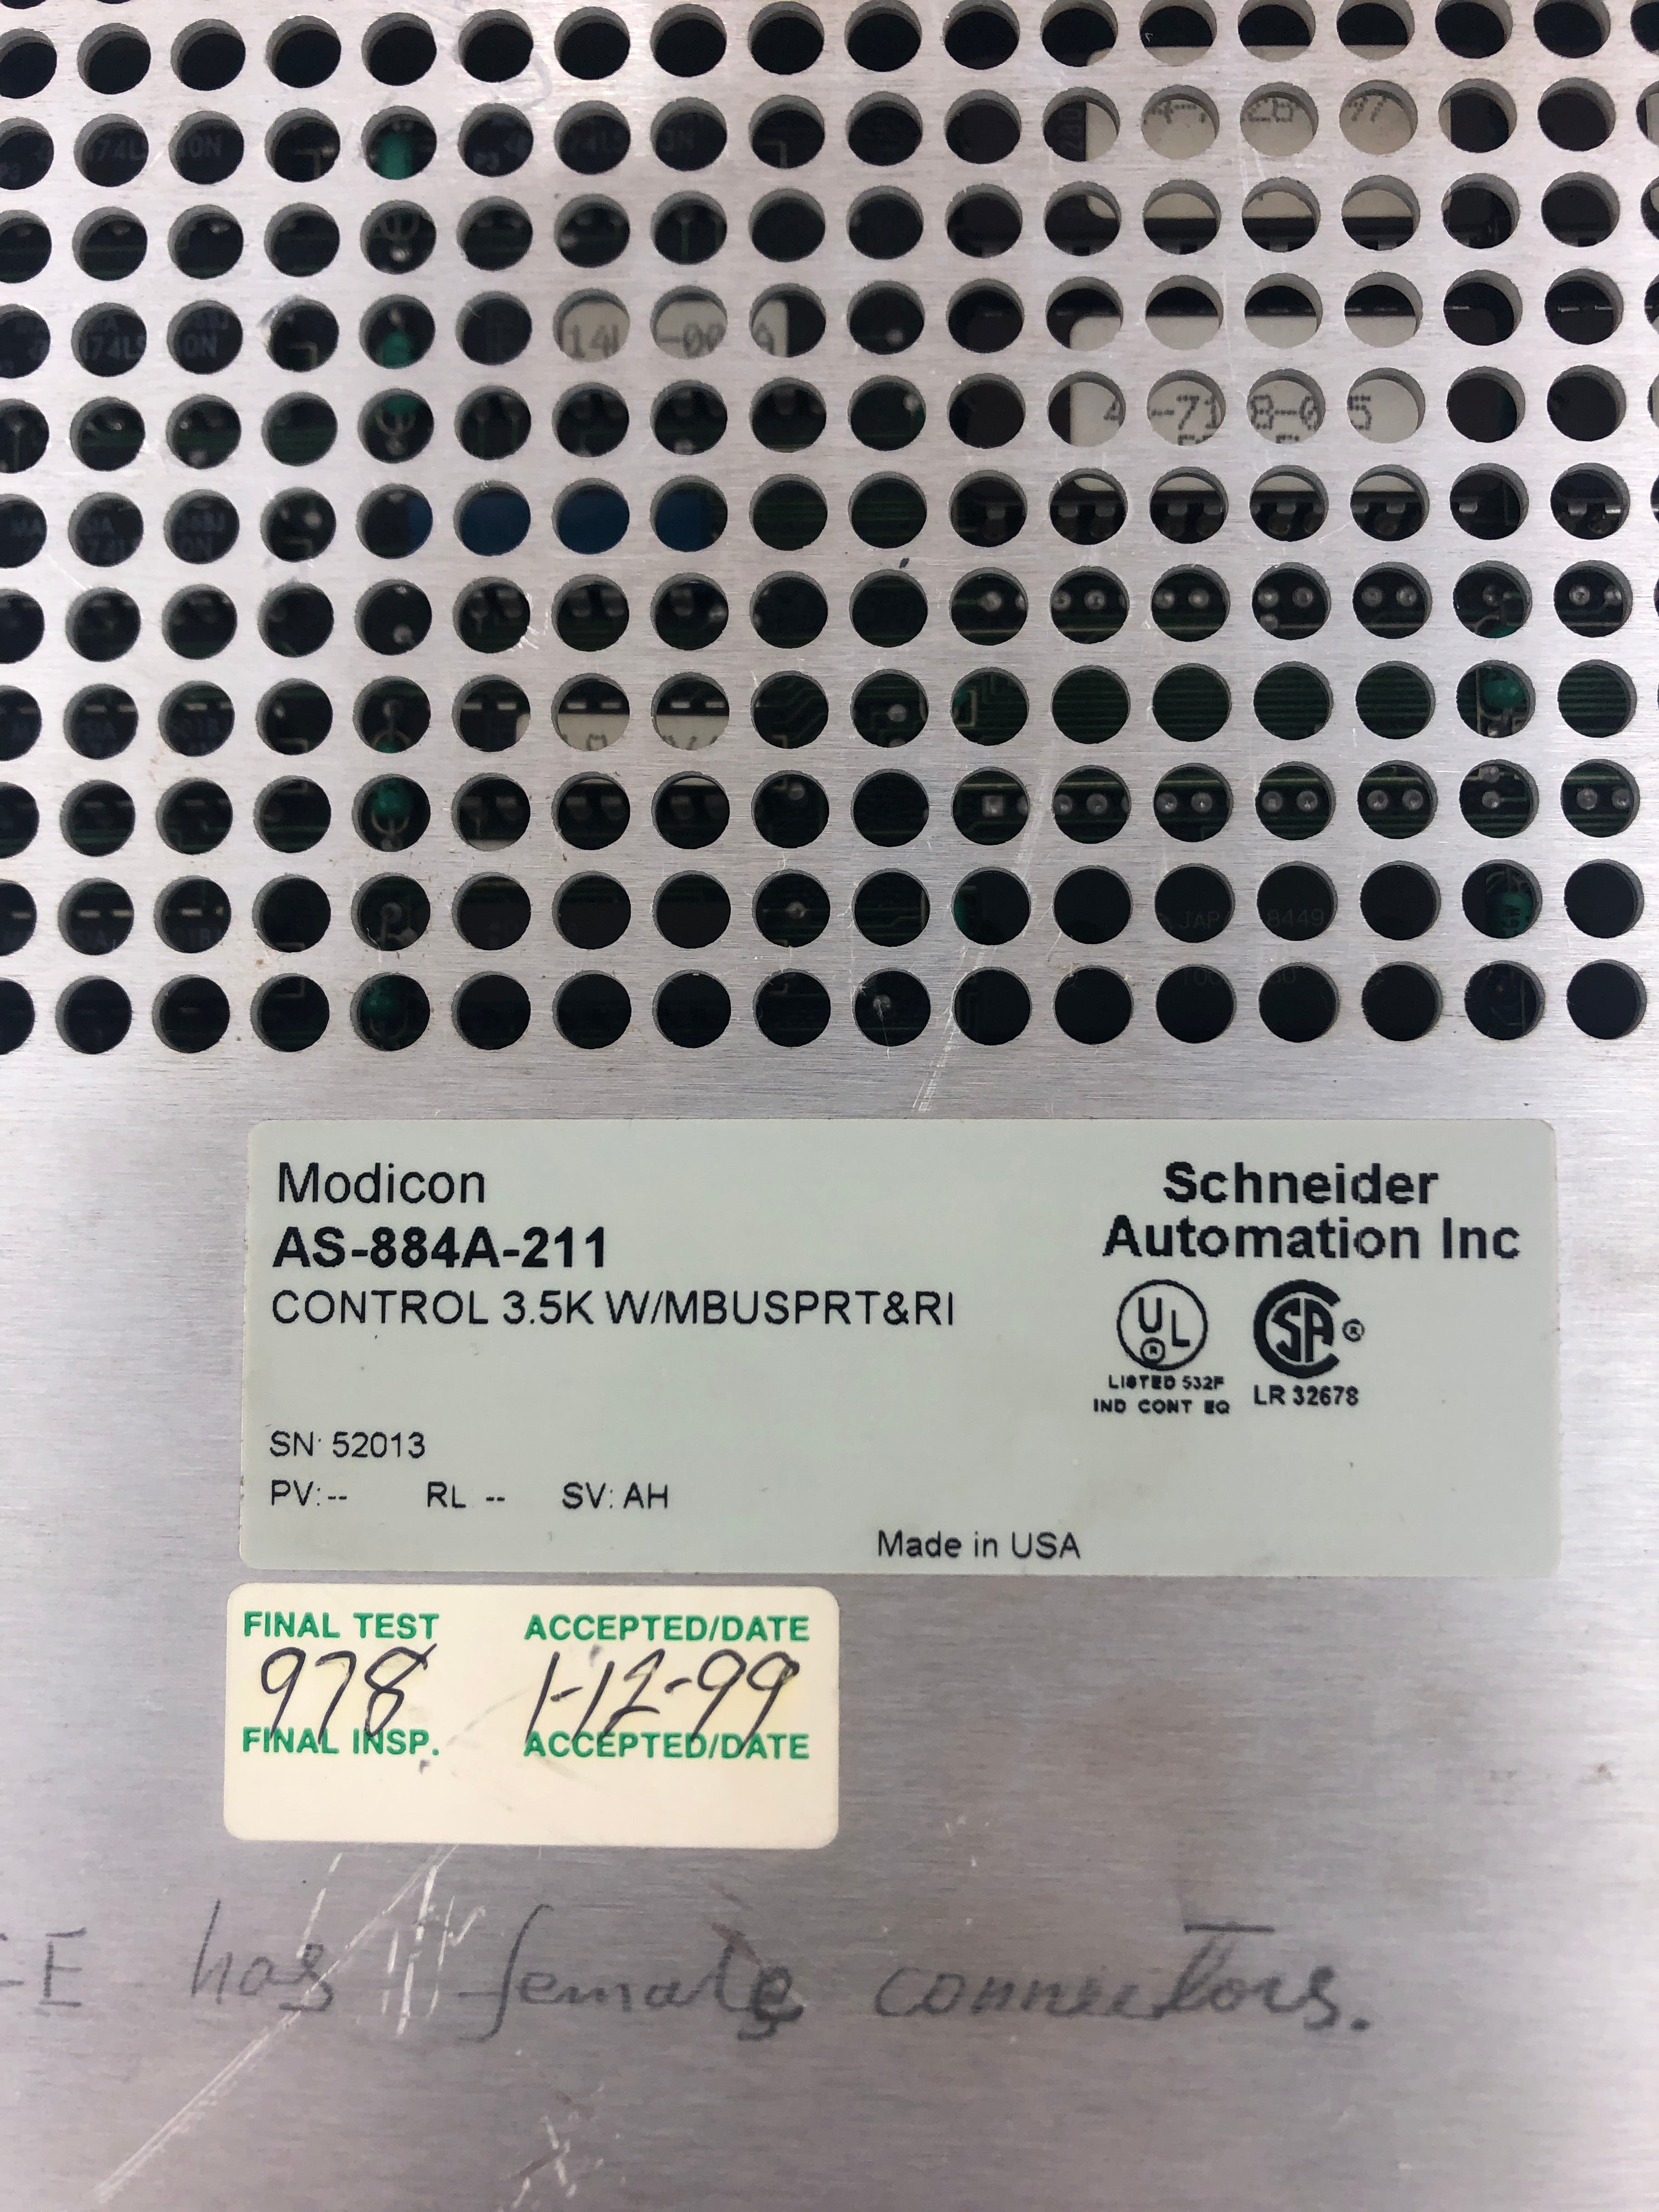 Modicon
AS-884A-211
CONTROL 3.5K W/MBUSPRT&RI
Schneider
Automation Inc
UL
®
LISTED 532F
IND CONT EQ
SA ®
LR 32678
SN: 52013
PV: -- RL -- SV: AH
Made in USA
FINAL TEST ACCEPTED/DATE
978 1-12-99
FINAL INSP. ACCEPTED/DATE
has female connectors.